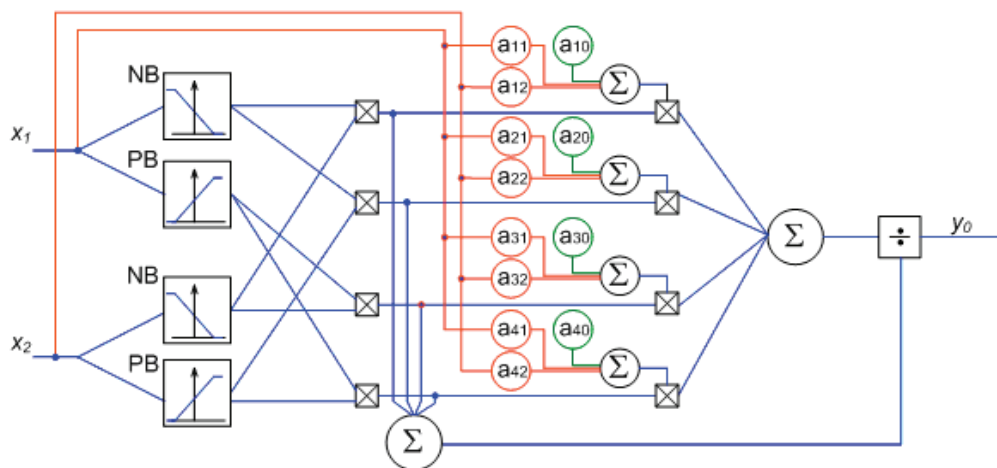 a11 a10
NB
a12 Σ
x1
a21 a20
PB
a22 Σ
Σ ÷ y0
a31 a30
NB
a32 Σ
x2
a41 a40
PB
a42 Σ
Σ